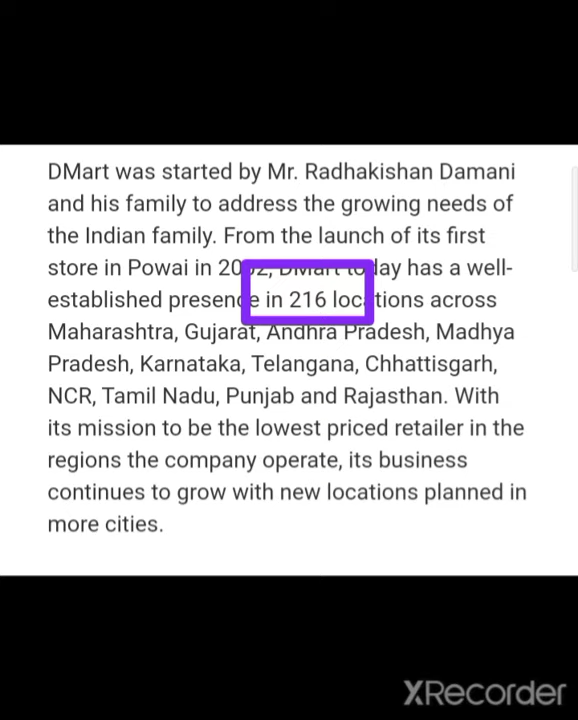 DMart was started by Mr. Radhakishan Damani
and his family to address the growing needs of
the Indian family. From the launch of its first
store in Powai in 2002, DMart today has a well-
established presence in 216 locations across
Maharashtra, Gujarat, Andhra Pradesh, Madhya
Pradesh, Karnataka, Telangana, Chhattisgarh,
NCR, Tamil Nadu, Punjab and Rajasthan. With
its mission to be the lowest priced retailer in the
regions the company operate, its business
continues to grow with new locations planned in
more cities.
XRecorder